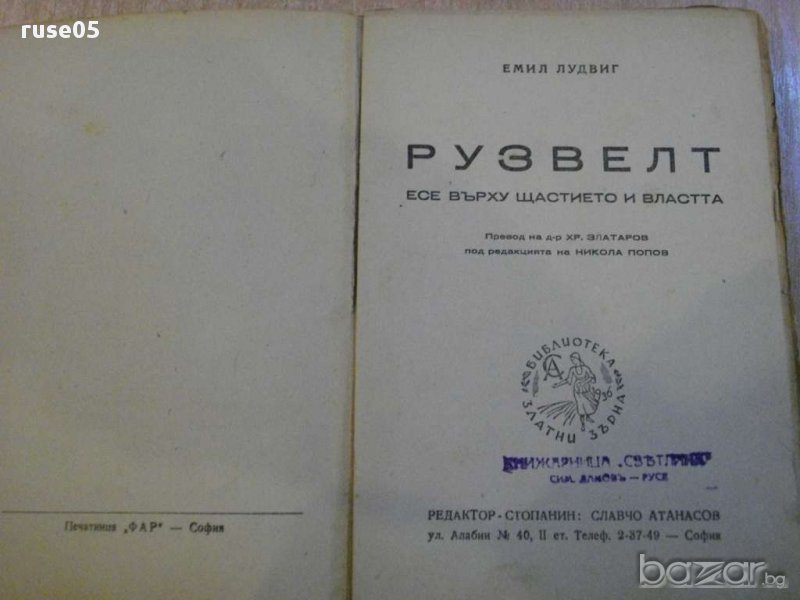 ruse05
Печатница „ФАР" — София
ЕМИЛ ЛУДВИГ
РУЗВЕЛТ
ЕСЕ ВЪРХУ ЩАСТИЕТО И ВЛАСТТА
Превод на д-р ХР. ЗЛАТАРОВ
под редакцията на НИКОЛА ПОПОВ
БИБЛИОТЕКА
ЗЛАТНИ ЗЪРНА
КНИЖАРНИЦА „СВѢТЛИНА"
СИМ. — РУСЕ
РЕДАКТОР-СТОПАНИН: СЛАВЧО АТАНАСОВ
ул. Алабин № 40, II ет. Телеф. 2-37-49 — София
bazar.bg